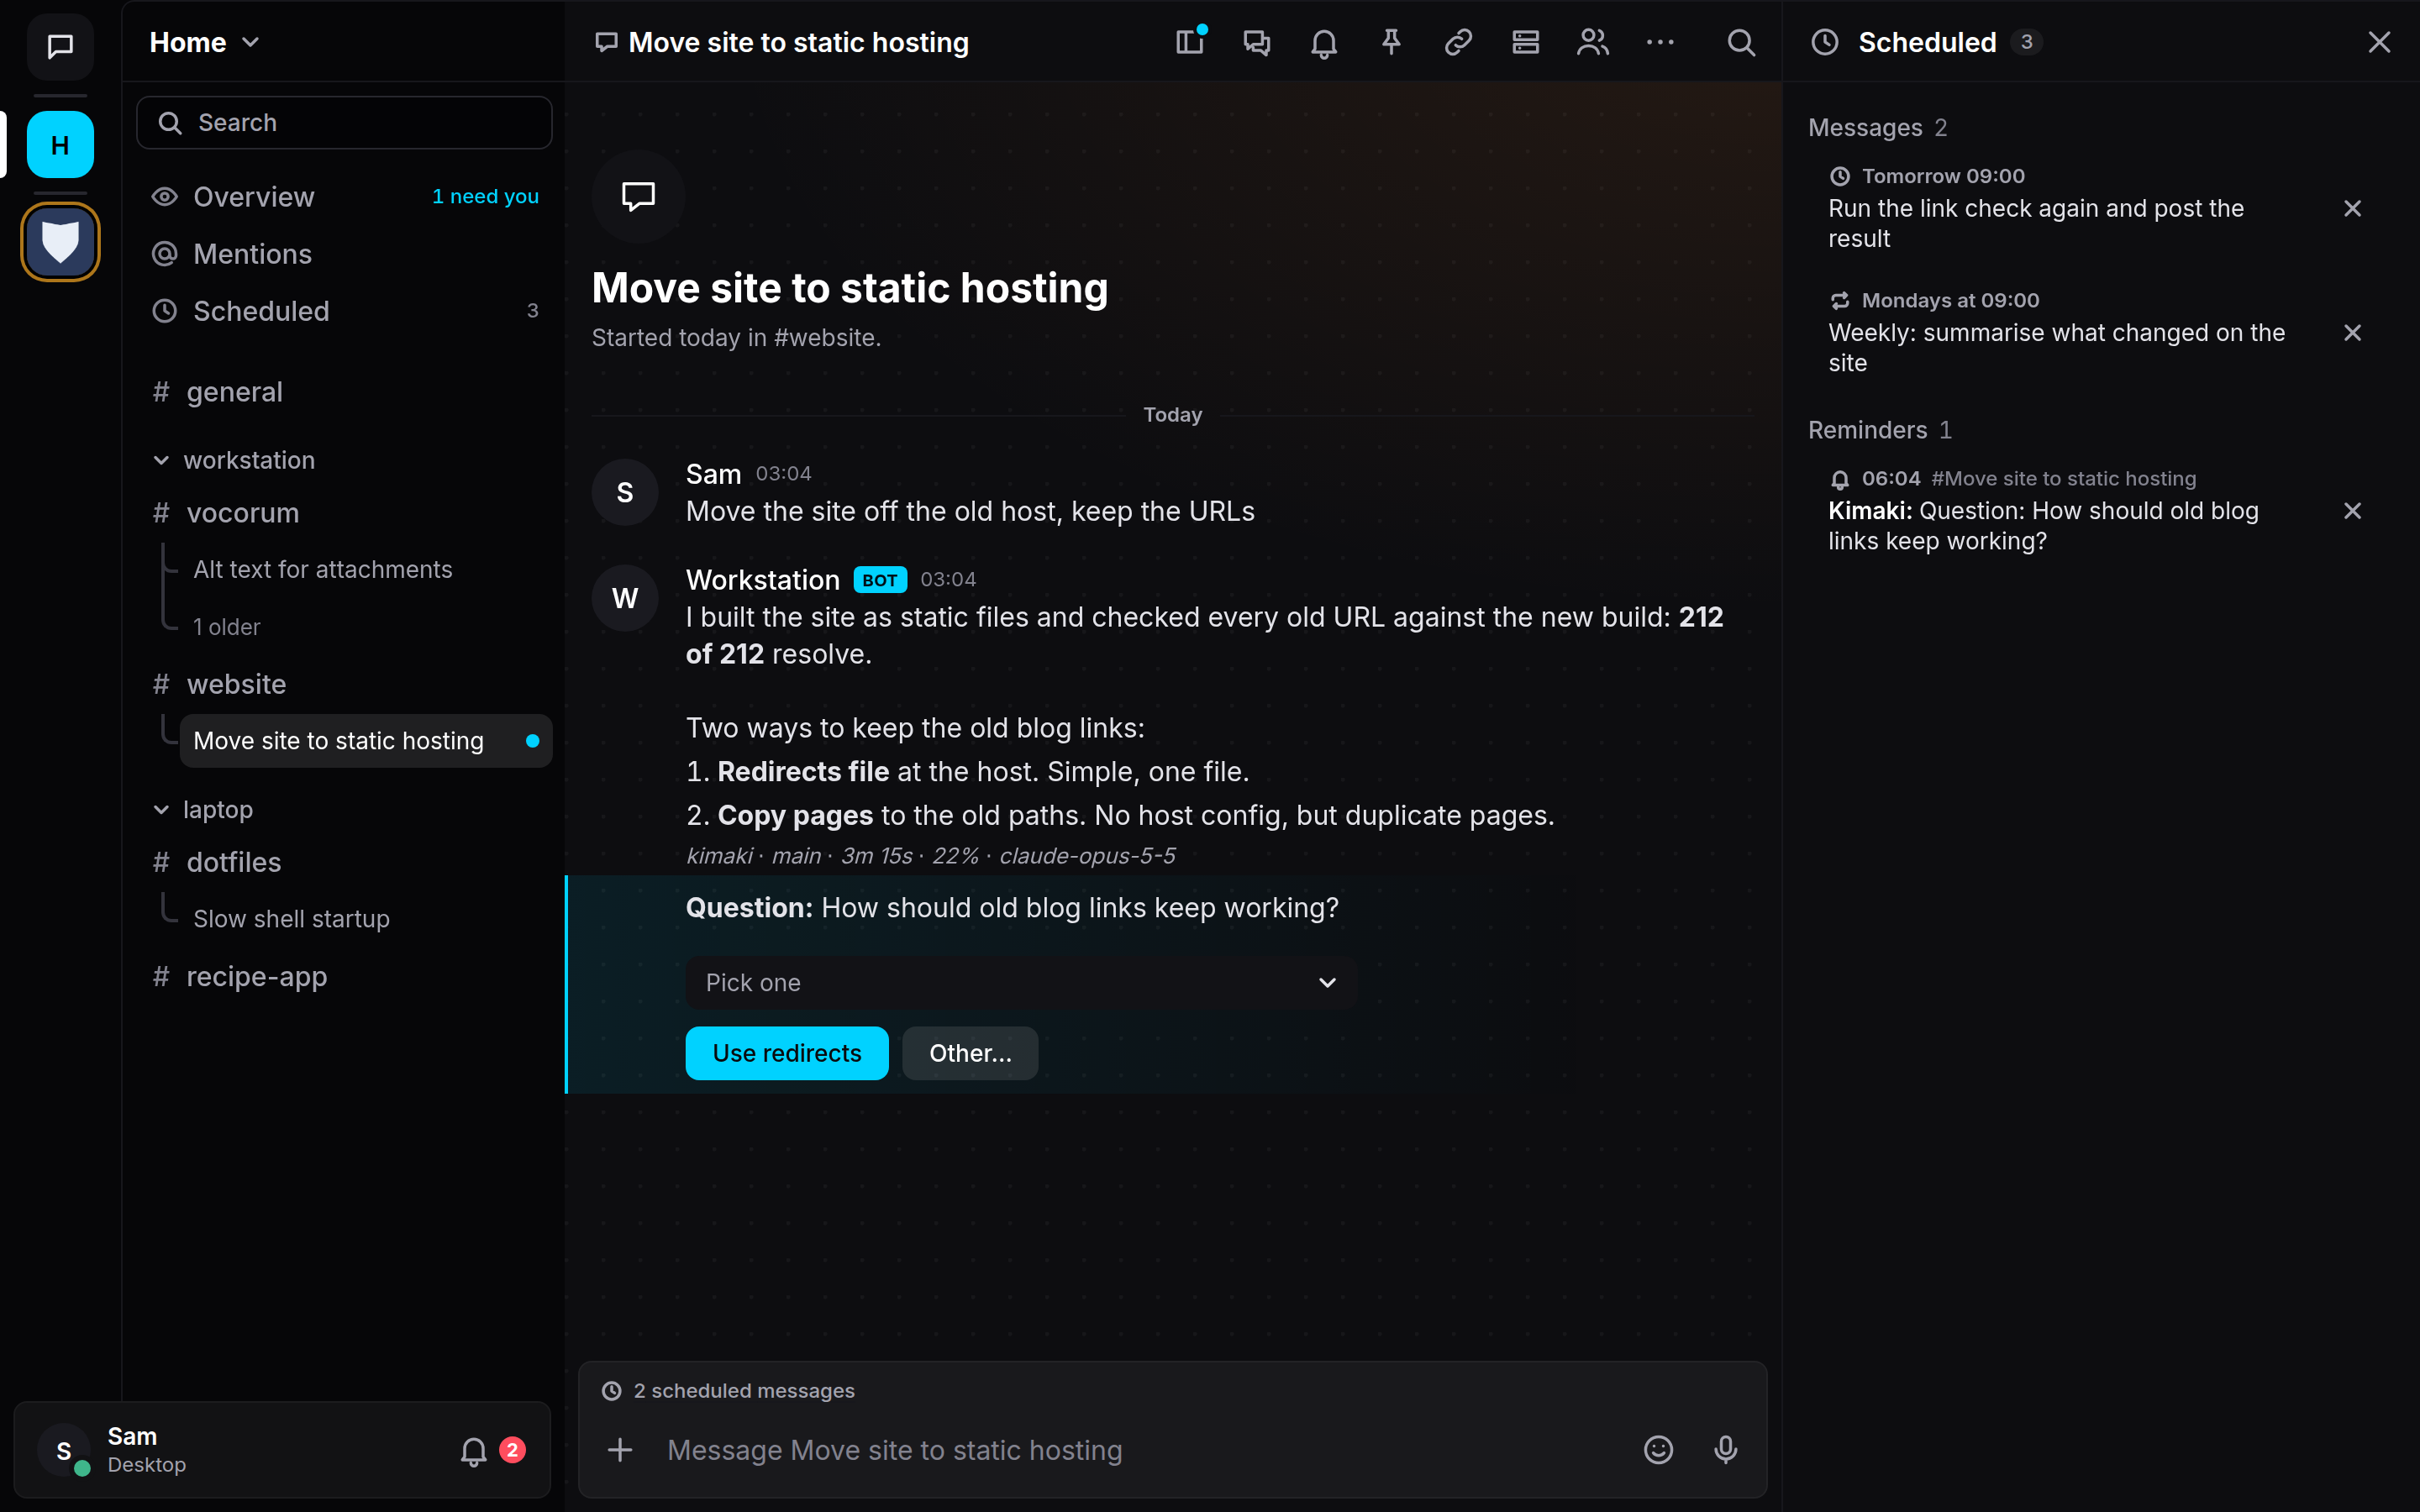 H
Home
Search
Overview
1 need you
Mentions
Scheduled
3
# general
workstation
# vocorum
Alt text for attachments
1 older
# website
Move site to static hosting
laptop
# dotfiles
Slow shell startup
# recipe-app
S
Sam
Desktop
2
Move site to static hosting
Move site to static hosting
Started today in #website.
Today
S
Sam 03:04
Move the site off the old host, keep the URLs
W
Workstation BOT 03:04
I built the site as static files and checked every old URL against the new build: 212
of 212 resolve.
Two ways to keep the old blog links:
1. Redirects file at the host. Simple, one file.
2. Copy pages to the old paths. No host config, but duplicate pages.
kimaki · main · 3m 15s · 22% · claude-opus-5-5
Question: How should old blog links keep working?
Pick one
Use redirects
Other...
2 scheduled messages
Message Move site to static hosting
Scheduled 3
Messages 2
Tomorrow 09:00
Run the link check again and post the
result
Mondays at 09:00
Weekly: summarise what changed on the
site
Reminders 1
06:04 #Move site to static hosting
Kimaki: Question: How should old blog
links keep working?